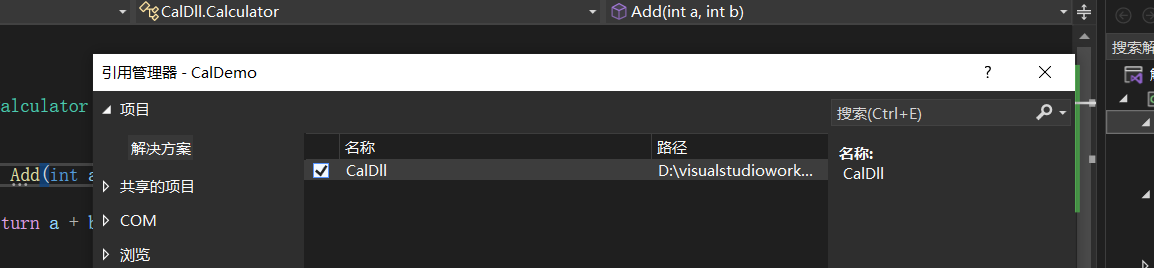 CalDll.Calculator
Add(int a, int b)
引用管理器 - CalDemo
?
搜索解
项目
搜索(Ctrl+E)
alculator
解决方案
名称
路径
名称:
CalDll
D:\visualstudiowork...
CalDll
Add(int a
共享的项目
turn a +
COM
浏览